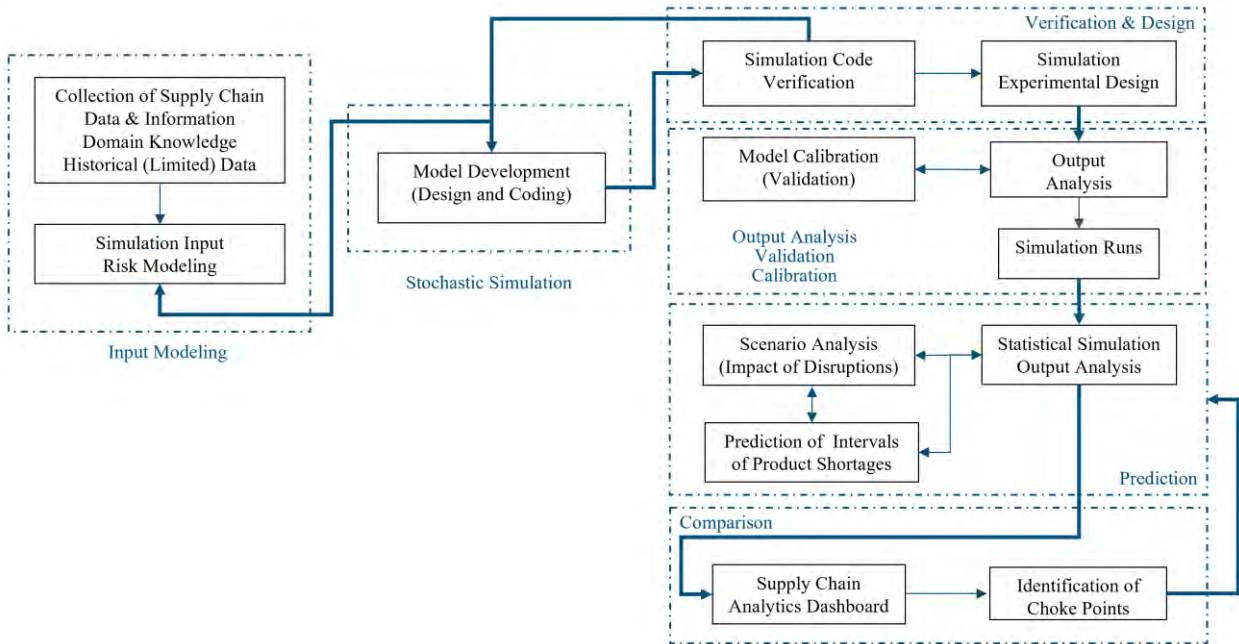 Collection of Supply Chain
Data & Information
Domain Knowledge
Historical (Limited) Data
Simulation Input
Risk Modeling
Input Modeling
Model Development
(Design and Coding)
Stochastic Simulation
Verification & Design
Simulation Code
Verification
Simulation
Experimental Design
Model Calibration
(Validation)
Output
Analysis
Output Analysis
Validation
Calibration
Simulation Runs
Scenario Analysis
(Impact of Disruptions)
Statistical Simulation
Output Analysis
Prediction of Intervals
of Product Shortages
Prediction
Comparison
Supply Chain
Analytics Dashboard
Identification of
Choke Points